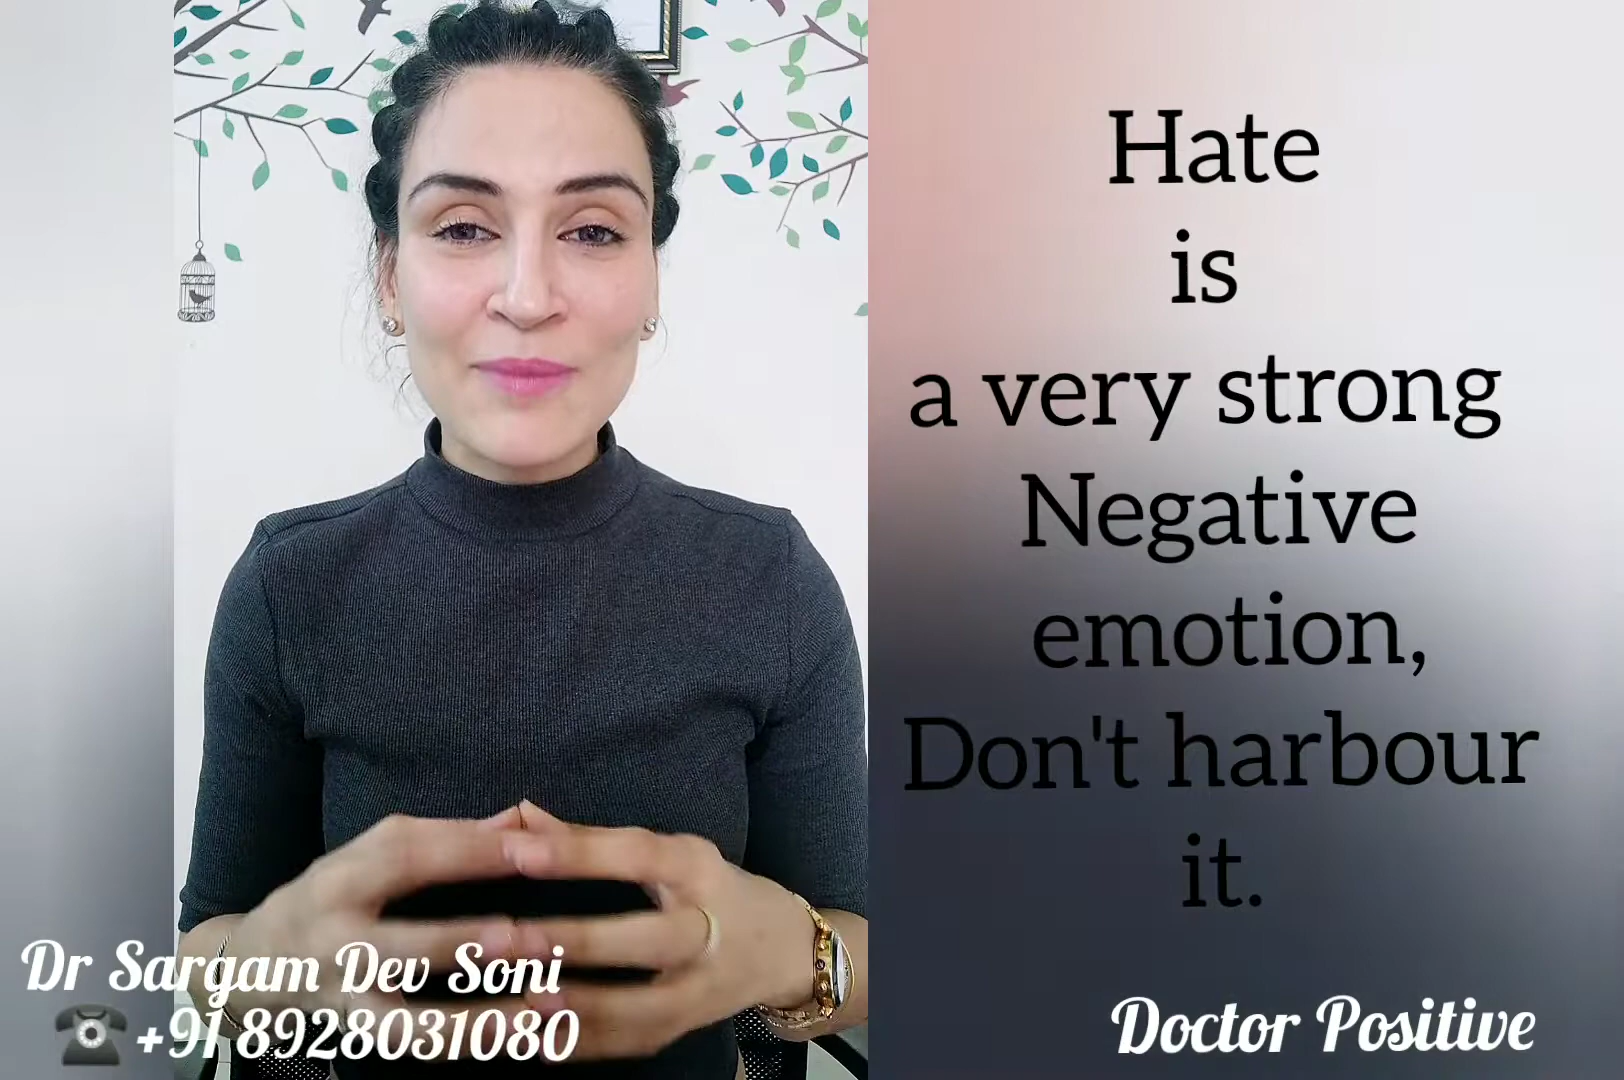 Hate
is
a very strong
Negative
emotion,
Don't harbour
it.
Dr Sargam Dev Soni
+91 8928031080
Doctor Positive